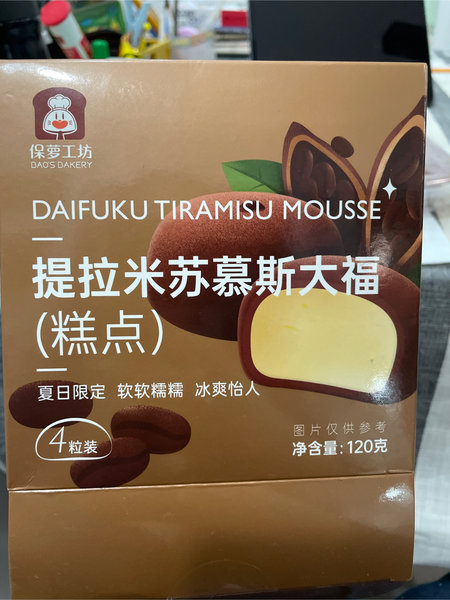 保萝工坊
DAO'S BAKERY
DAIFUKU TIRAMISU MOUSSE
提拉米苏慕斯大福
(糕点)
夏日限定 软软糯糯 冰爽怡人
4粒装
图片仅供参考
净含量:120克